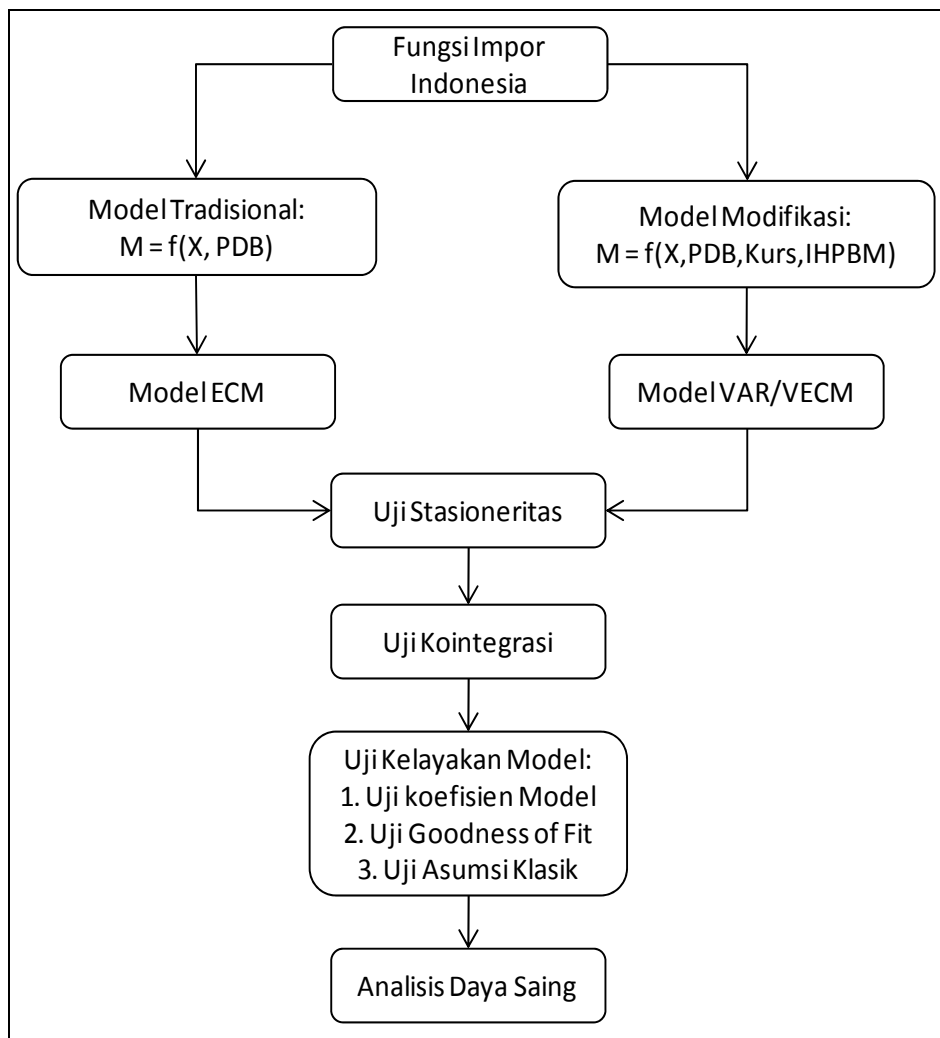 Fungsi Impor
Indonesia
Model Tradisional:
M = f(X, PDB)
Model Modifikasi:
M = f(X,PDB,Kurs,IHPBM)
Model ECM
Model VAR/VECM
Uji Stasioneritas
Uji Kointegrasi
Uji Kelayakan Model:
1. Uji koefisien Model
2. Uji Goodness of Fit
3. Uji Asumsi Klasik
Analisis Daya Saing